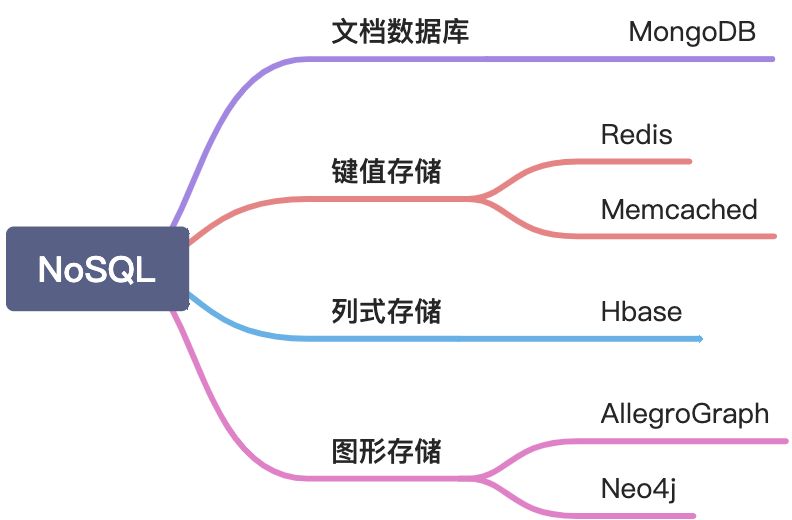 NoSQL
文档数据库
MongoDB
键值存储
Redis
Memcached
列式存储
Hbase
图形存储
AllegroGraph
Neo4j